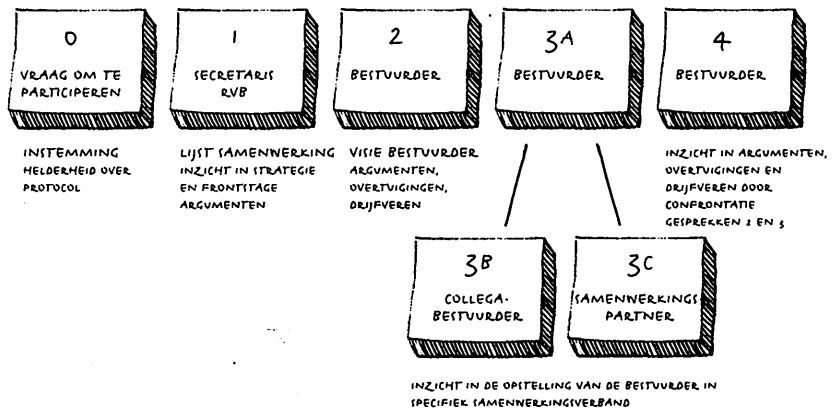 0
VRAAG OM TE
PARTICIPEREN
INSTEMMING
HELDERHEID OVER
PROTOCOL
1
SECRETARIS
RVB
LIJST SAMENWERKING
INZICHT IN STRATEGIE
EN FRONTSTAGE
ARGUMENTEN
2
BESTUURDER
VISIE BESTUURDER
ARGUMENTEN,
OVERTUIGINGEN,
DRIJFVEREN
3A
BESTUURDER
4
BESTUURDER
INZICHT IN ARGUMENTEN,
OVERTUIGINGEN EN
DRIJFVEREN DOOR
CONFRONTATIE
GESPREKKEN 2 EN 3
3B
COLLEGA-
BESTUURDER
3C
SAMENWERKINGS-
PARTNER
INZICHT IN DE OPSTELLING VAN DE BESTUURDER IN
SPECIFIEK SAMENWERKINGSVERBAND